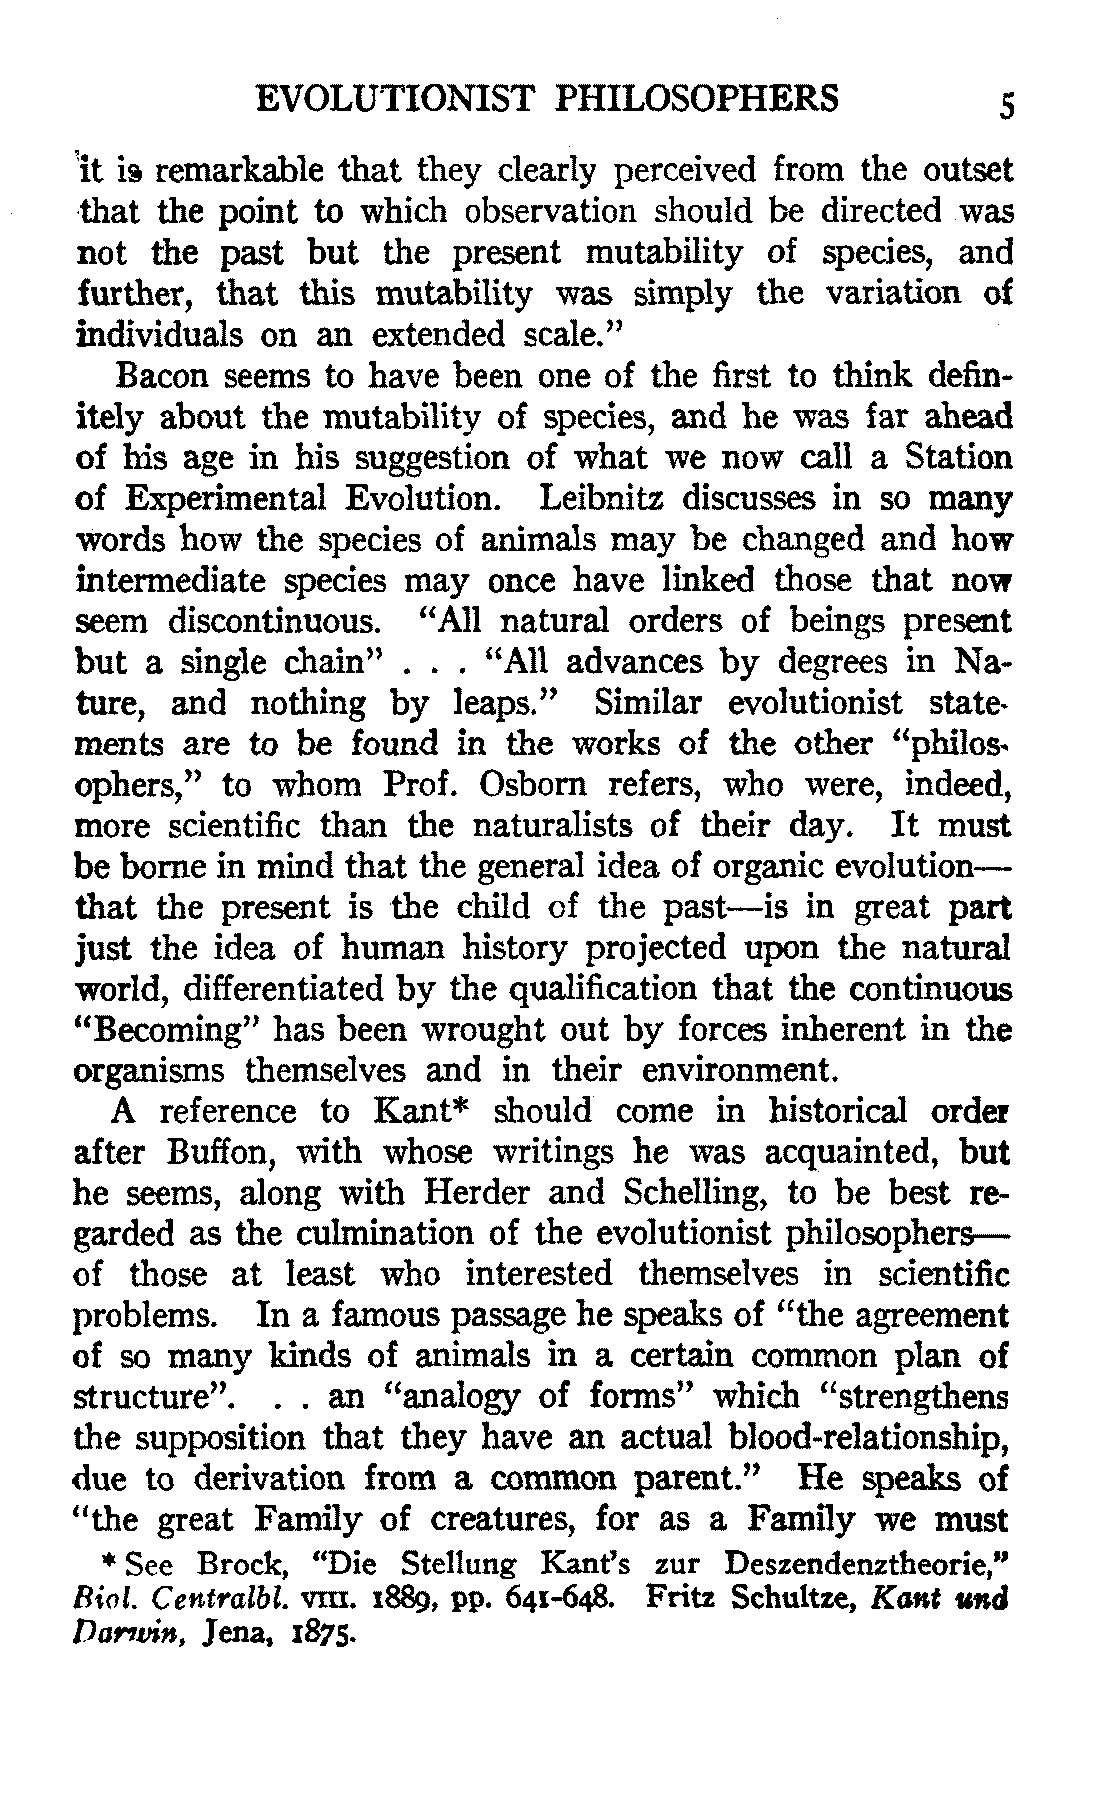 EVOLUTIONIST PHILOSOPHERS 5
it is remarkable that they clearly perceived from the outset
that the point to which observation should be directed was
not the past but the present mutability of species, and
further, that this mutability was simply the variation of
individuals on an extended scale."
Bacon seems to have been one of the first to think defin-
itely about the mutability of species, and he was far ahead
of his age in his suggestion of what we now call a Station
of Experimental Evolution. Leibnitz discusses in so many
words how the species of animals may be changed and how
intermediate species may once have linked those that now
seem discontinuous. "All natural orders of beings present
but a single chain" . . . "All advances by degrees in Na-
ture, and nothing by leaps." Similar evolutionist state-
ments are to be found in the works of the other "philos-
ophers," to whom Prof. Osborn refers, who were, indeed,
more scientific than the naturalists of their day. It must
be borne in mind that the general idea of organic evolution—
that the present is the child of the past—is in great part
just the idea of human history projected upon the natural
world, differentiated by the qualification that the continuous
"Becoming" has been wrought out by forces inherent in the
organisms themselves and in their environment.
A reference to Kant* should come in historical order
after Buffon, with whose writings he was acquainted, but
he seems, along with Herder and Schelling, to be best re-
garded as the culmination of the evolutionist philosophers—
of those at least who interested themselves in scientific
problems. In a famous passage he speaks of "the agreement
of so many kinds of animals in a certain common plan of
structure". . . an "analogy of forms" which "strengthens
the supposition that they have an actual blood-relationship,
due to derivation from a common parent." He speaks of
"the great Family of creatures, for as a Family we must
* See Brock, "Die Stellung Kant's zur Deszendenztheorie,"
Biol. Centralbl. VIII. 1889, pp. 641-648. Fritz Schultze, Kant und
Darwin, Jena, 1875.